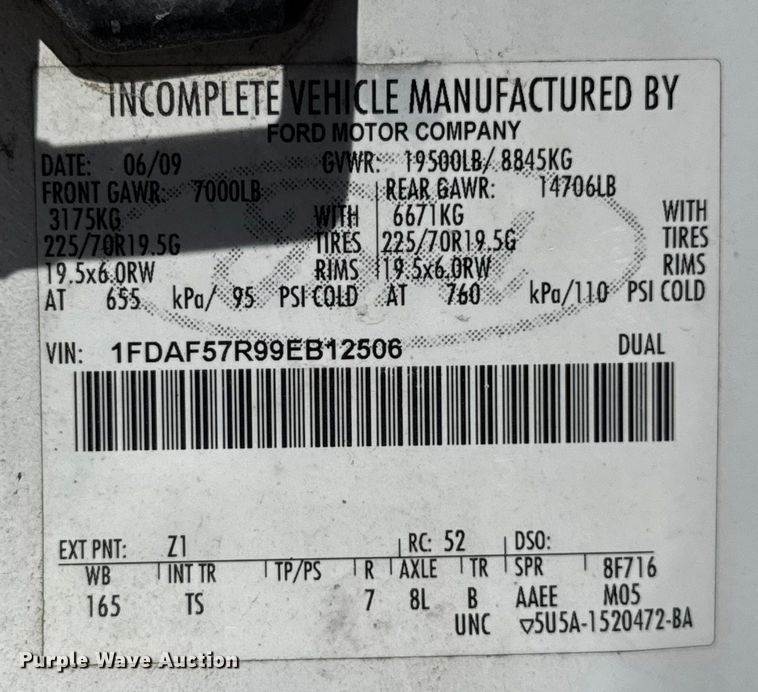 INCOMPLETE VEHICLE MANUFACTURED BY
FORD MOTOR COMPANY
DATE: 06/09 GVWR: 19500LB/ 8845KG
FRONT GAWR: 7000LB REAR GAWR: 14706LB
3175KG WITH 6671KG WITH
225/70R19.5G TIRES 225/70R19.5G TIRES
19.5x6.0RW RIMS 19.5x6.0RW RIMS
AT 655 kPa/ 95 PSI COLD AT 760 kPa/110 PSI COLD
VIN: 1FDAF57R99EB12506 DUAL
EXT PNT: Z1 RC: 52 DSO:
WB INT TR TP/PS R AXLE TR SPR 8F716
165 TS 7 8L B AAEE M05
UNC ▽5U5A-1520472-BA
Purple Wave Auction